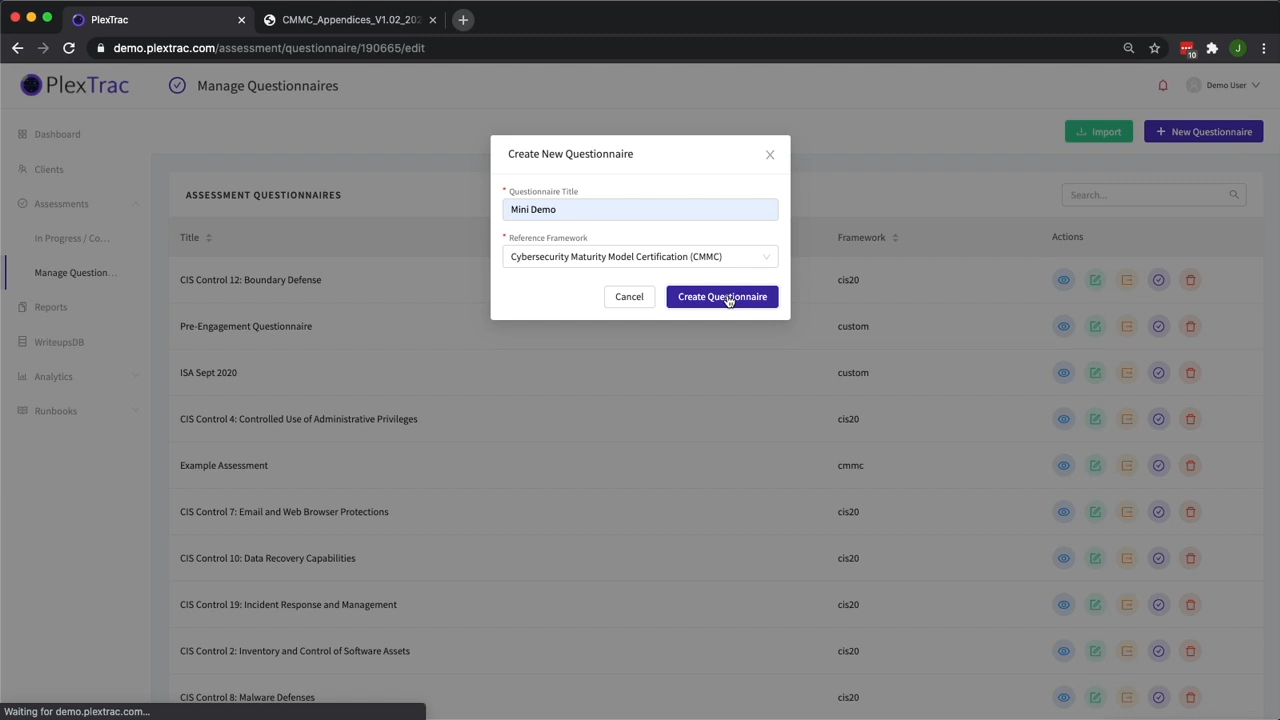 PlexTrac
CMMC_Appendices_V1.02_202
demo.plextrac.com/assessment/questionnaire/190665/edit
10
J
PlexTrac
Manage Questionnaires
Demo User
Dashboard
Clients
Assessments
In Progress / Co...
Manage Question...
Reports
WriteupsDB
Analytics
Runbooks
Import
New Questionnaire
ASSESSMENT QUESTIONNAIRES
Search...
Title
Framework
Actions
CIS Control 12: Boundary Defense
cis20
Pre-Engagement Questionnaire
custom
ISA Sept 2020
custom
CIS Control 4: Controlled Use of Administrative Privileges
cis20
Example Assessment
cmmc
CIS Control 7: Email and Web Browser Protections
cis20
CIS Control 10: Data Recovery Capabilities
cis20
CIS Control 19: Incident Response and Management
cis20
CIS Control 2: Inventory and Control of Software Assets
cis20
CIS Control 8: Malware Defenses
cis20
Create New Questionnaire
* Questionnaire Title
Mini Demo
* Reference Framework
Cybersecurity Maturity Model Certification (CMMC)
Cancel
Create Questionnaire
Waiting for demo.plextrac.com...